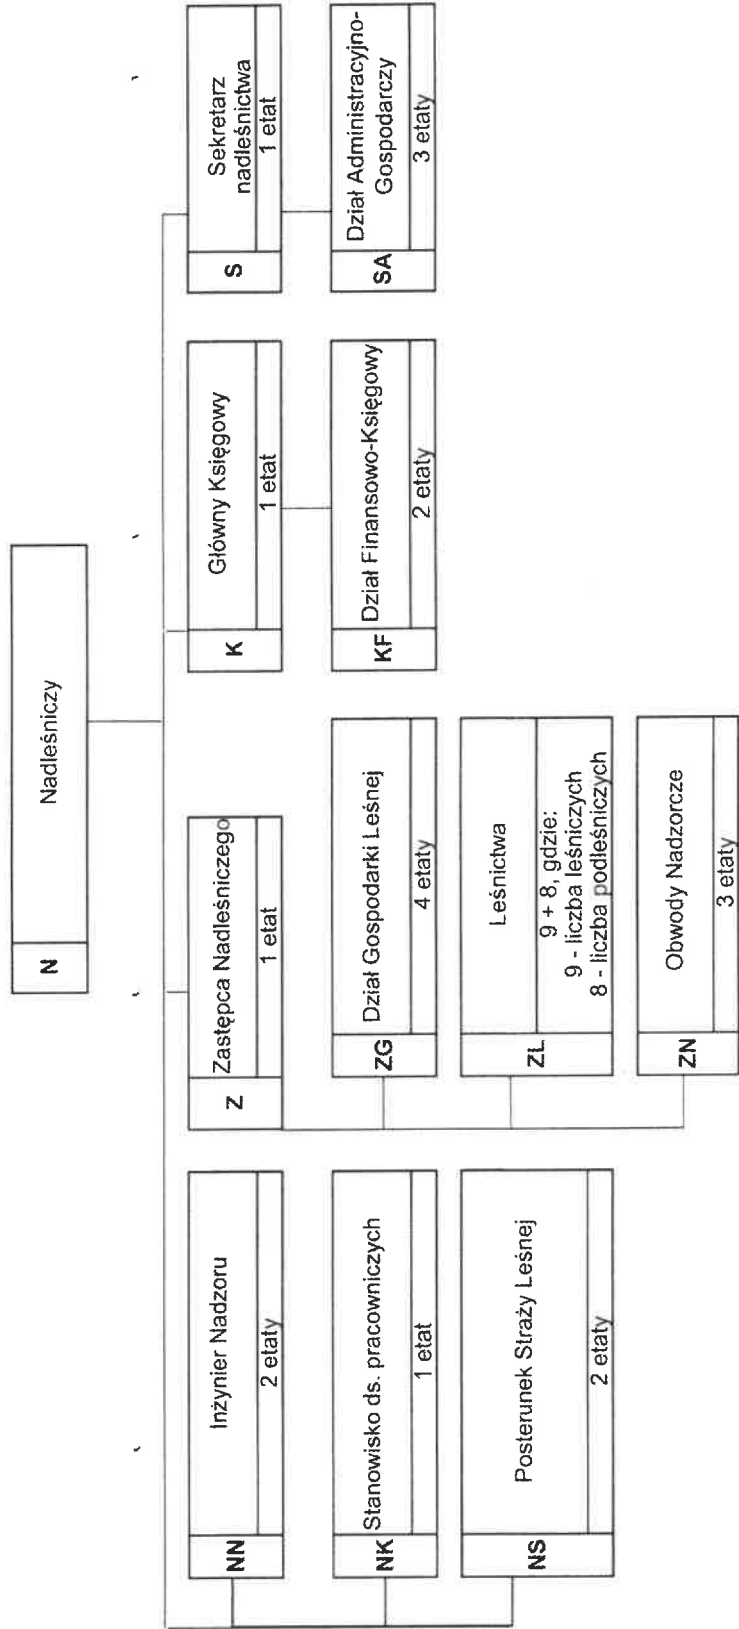 N
Nadleśniczy
NN
Inżynier Nadzoru
2 etaty
NK
Stanowisko ds. pracowniczych
1 etat
NS
Posterunek Straży Leśnej
2 etaty
Z
Zastępca Nadleśniczego
1 etat
ZG
Dział Gospodarki Leśnej
4 etaty
ZL
Leśnictwa
9 + 8, gdzie:
9 - liczba leśniczych
8 - liczba podleśniczych
ZN
Obwody Nadzorcze
3 etaty
K
Główny Księgowy
1 etat
KF
Dział Finansowo-Księgowy
2 etaty
S
Sekretarz
nadleśnictwa
1 etat
SA
Dział Administracyjno-
Gospodarczy
3 etaty